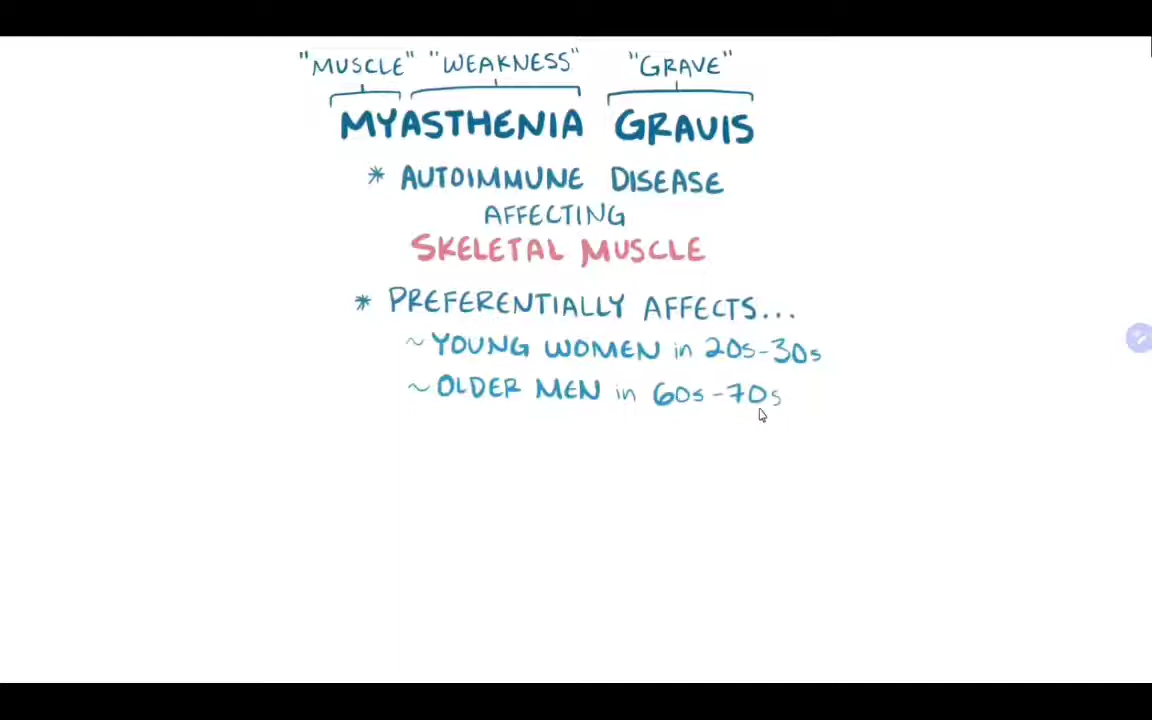 "MUSCLE" "WEAKNESS" "GRAVE"
MYASTHENIA GRAVIS
* AUTOIMMUNE DISEASE
AFFECTING
SKELETAL MUSCLE
* PREFERENTIALLY AFFECTS...
~ YOUNG WOMEN in 20s-30s
~ OLDER MEN in 60s-70s